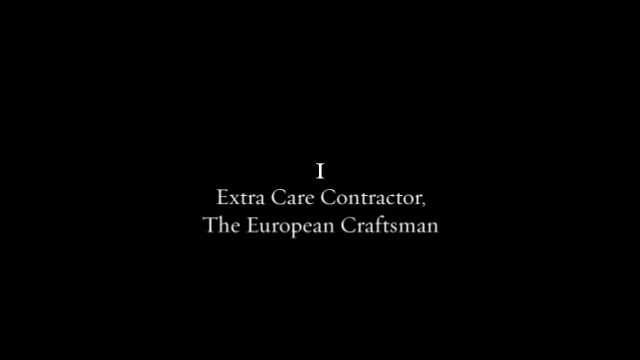 I
Extra Care Contractor,
The European Craftsman